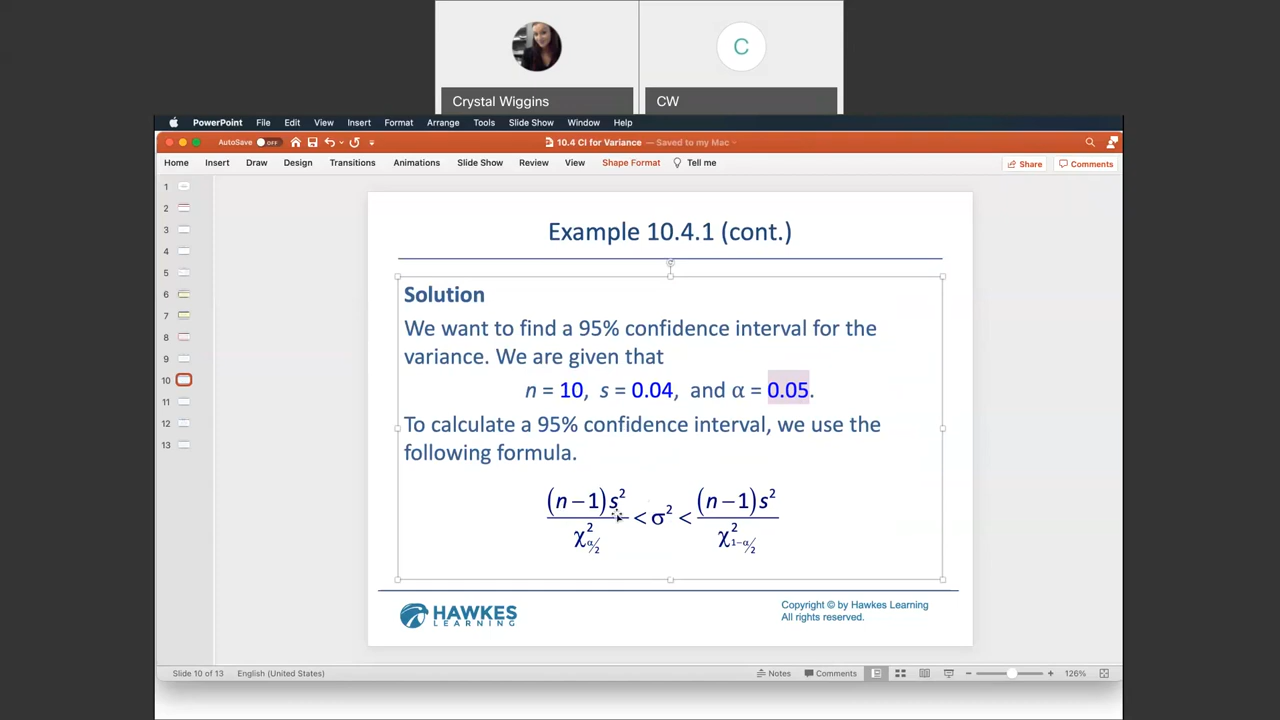 C
Crystal Wiggins
CW
PowerPoint File Edit View Insert Format Arrange Tools Slide Show Window Help
AutoSave OFF 10.4 CI for Variance — Saved to my Mac
Home Insert Draw Design Transitions Animations Slide Show Review View Shape Format Tell me Share Comments
1
2
3
4
5
6
7
8
9
10
11
12
13
Example 10.4.1 (cont.)
Solution
We want to find a 95% confidence interval for the
variance. We are given that
n = 10, s = 0.04, and α = 0.05.
To calculate a 95% confidence interval, we use the
following formula.
(n − 1)s² / χ²α/2 < σ² < (n − 1)s² / χ²1−α/2
HAWKES
LEARNING
Copyright © by Hawkes Learning
All rights reserved.
Slide 10 of 13 English (United States) Notes Comments 126%